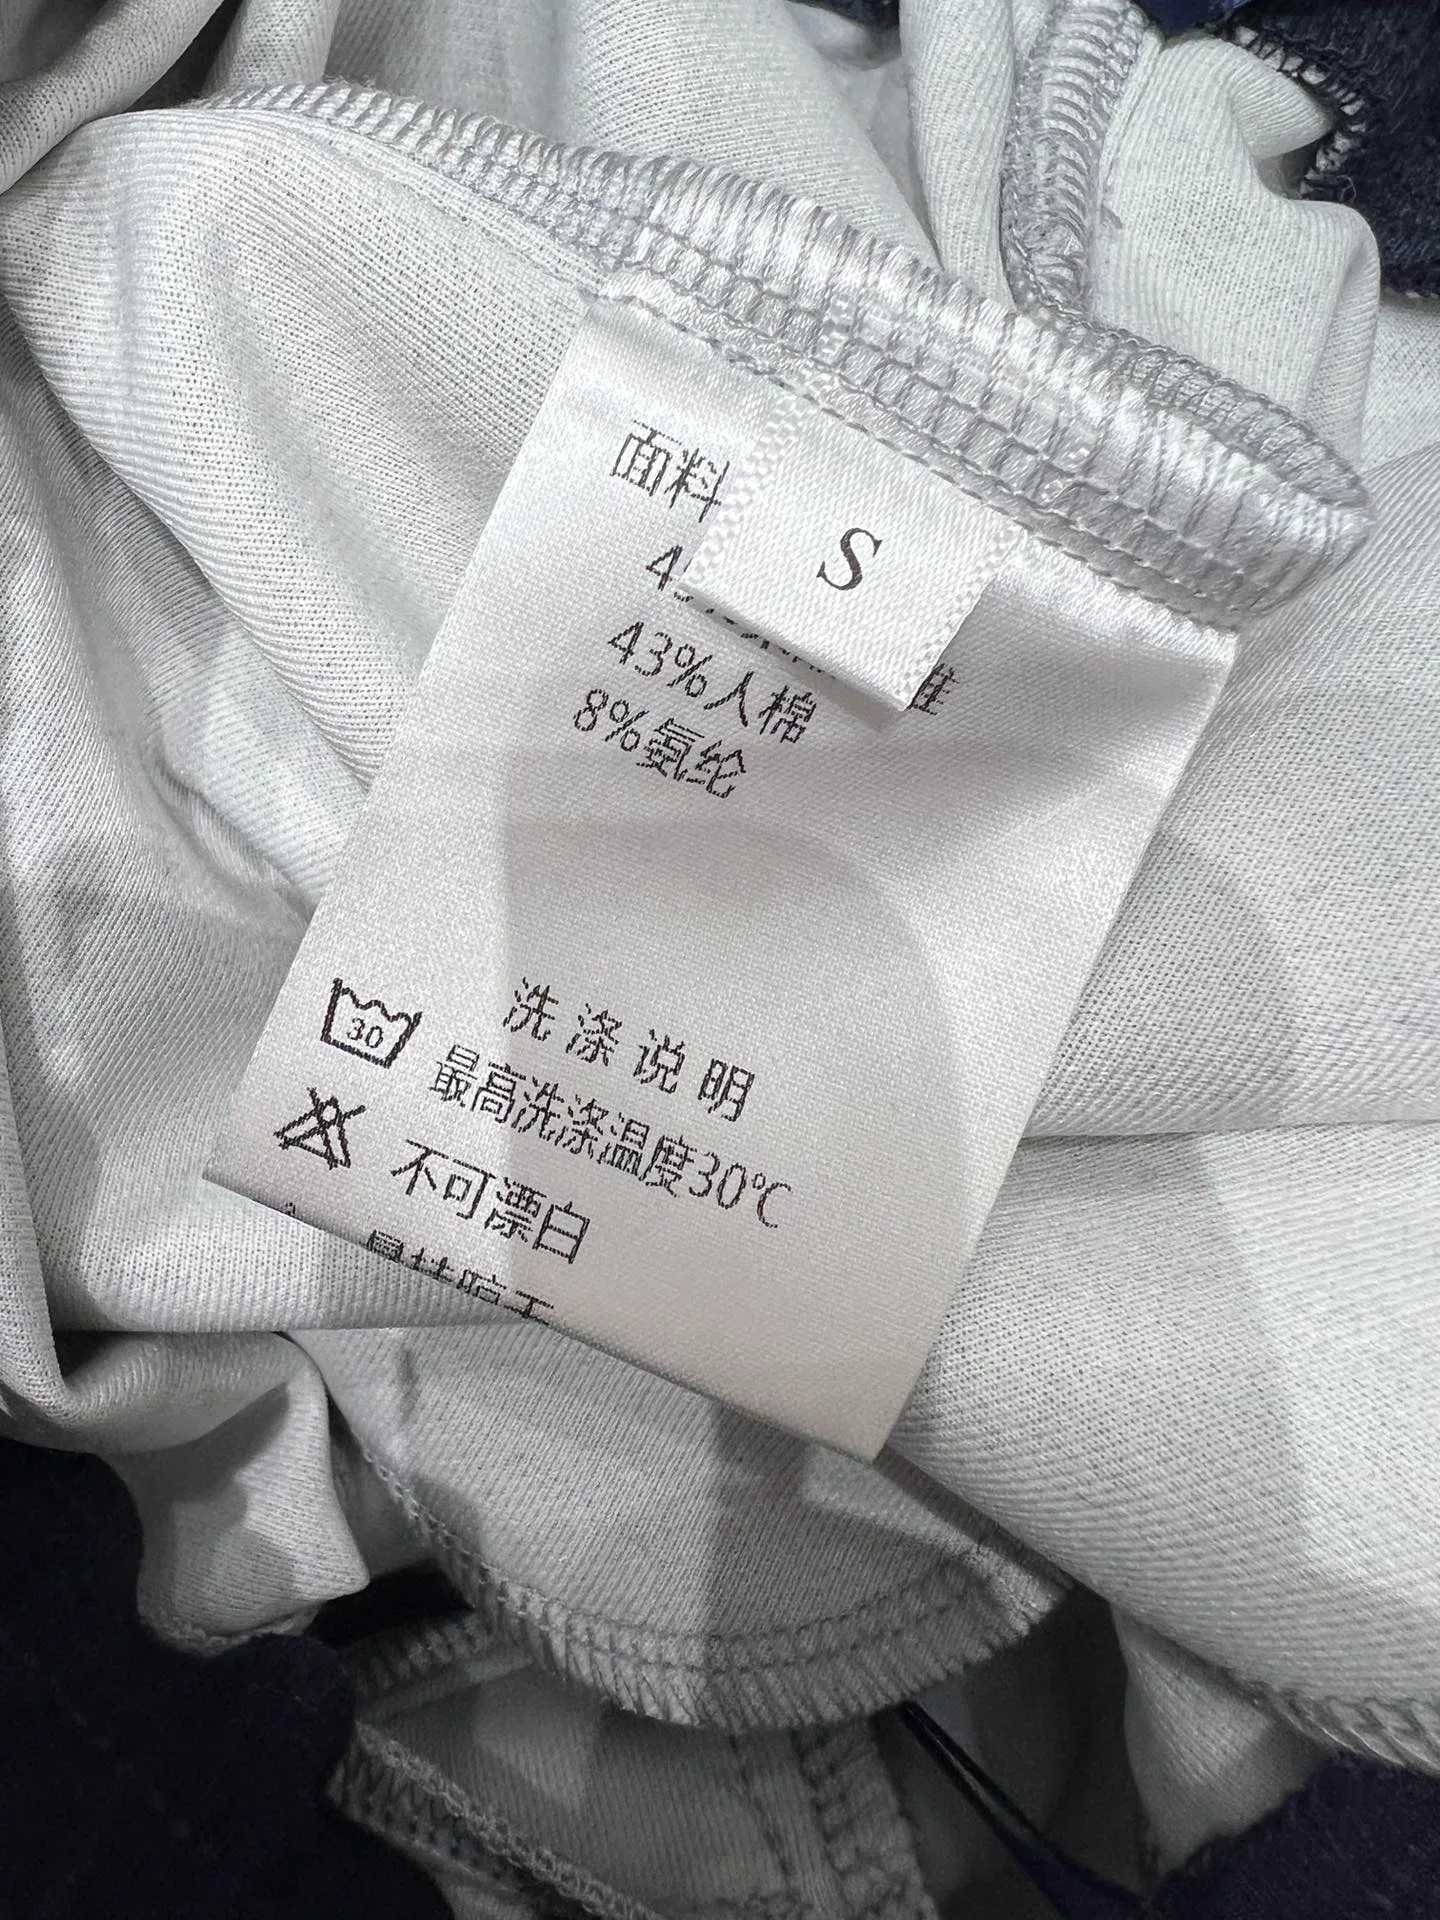 面料
S
43%人棉
8%氨纶
洗涤说明
30
最高洗涤温度30℃
不可漂白